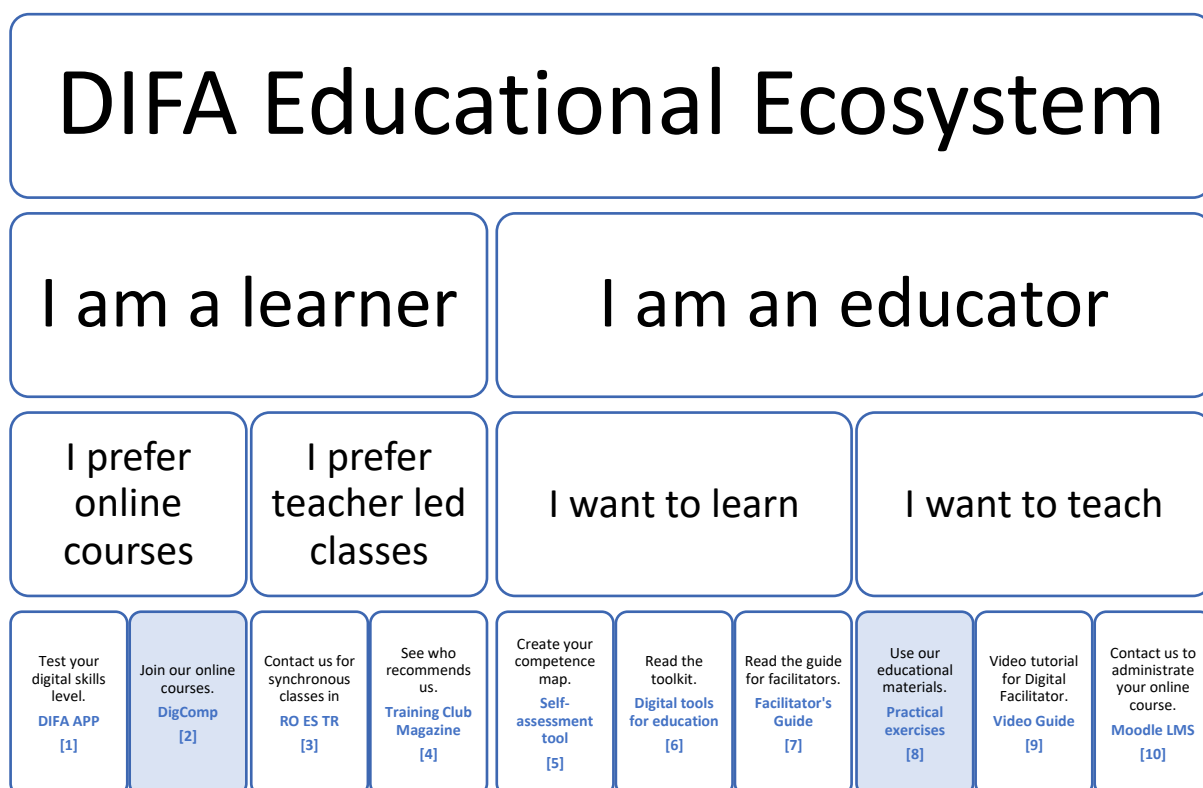 DIFA Educational Ecosystem
I am a learner
I am an educator
I prefer
online
courses
I prefer
teacher led
classes
I want to learn
I want to teach
Test your
digital skills
level.
DIFA APP
[1]
Join our online
courses.
DigComp
[2]
Contact us for
synchronous
classes in
RO ES TR
[3]
See who
recommends
us.
Training Club
Magazine
[4]
Create your
competence
map.
Self-
assessment
tool
[5]
Read the
toolkit.
Digital tools
for education
[6]
Read the guide
for facilitators.
Facilitator's
Guide
[7]
Use our
educational
materials.
Practical
exercises
[8]
Video tutorial
for Digital
Facilitator.
Video Guide
[9]
Contact us to
administrate
your online
course.
Moodle LMS
[10]